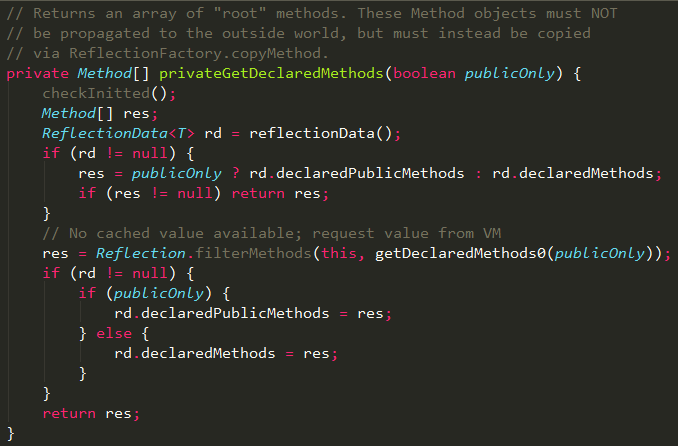 // Returns an array of "root" methods. These Method objects must NOT
// be propagated to the outside world, but must instead be copied
// via ReflectionFactory.copyMethod.
private Method[] privateGetDeclaredMethods(boolean publicOnly) {
    checkInitted();
    Method[] res;
    ReflectionData<T> rd = reflectionData();
    if (rd != null) {
        res = publicOnly ? rd.declaredPublicMethods : rd.declaredMethods;
        if (res != null) return res;
    }
    // No cached value available; request value from VM
    res = Reflection.filterMethods(this, getDeclaredMethods0(publicOnly));
    if (rd != null) {
        if (publicOnly) {
            rd.declaredPublicMethods = res;
        } else {
            rd.declaredMethods = res;
        }
    }
    return res;
}